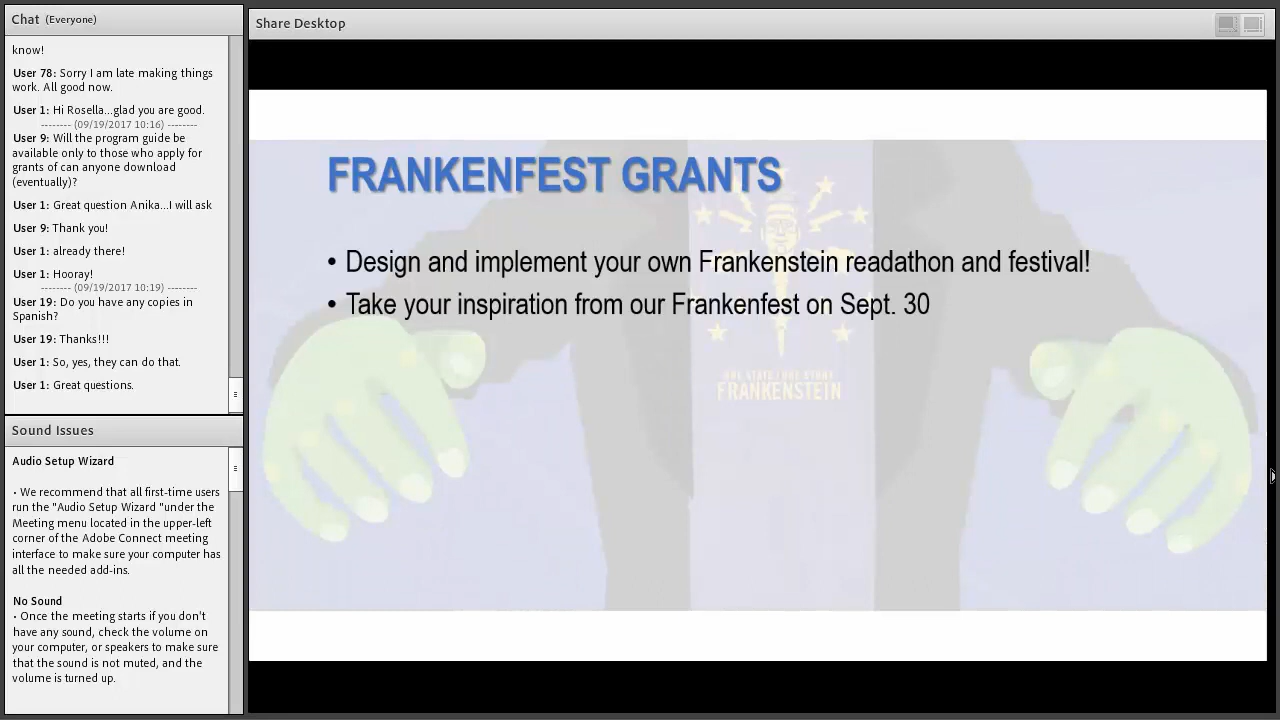 Chat (Everyone)
know!
User 78: Sorry I am late making things
work. All good now.
User 1: Hi Rosella...glad you are good.
-------- (09/19/2017 10:16) --------
User 9: Will the program guide be
available only to those who apply for
grants of can anyone download
(eventually)?
User 1: Great question Anika...I will ask
User 9: Thank you!
User 1: already there!
User 1: Hooray!
-------- (09/19/2017 10:19) --------
User 19: Do you have any copies in
Spanish?
User 19: Thanks!!!
User 1: So, yes, they can do that.
User 1: Great questions.
Sound Issues
Audio Setup Wizard
• We recommend that all first-time users
run the "Audio Setup Wizard "under the
Meeting menu located in the upper-left
corner of the Adobe Connect meeting
interface to make sure your computer has
all the needed add-ins.
No Sound
• Once the meeting starts if you don't
have any sound, check the volume on
your computer, or speakers to make sure
that the sound is not muted, and the
volume is turned up.
Share Desktop
FRANKENFEST GRANTS
• Design and implement your own Frankenstein readathon and festival!
• Take your inspiration from our Frankenfest on Sept. 30
ONE STATE / ONE STORY
FRANKENSTEIN